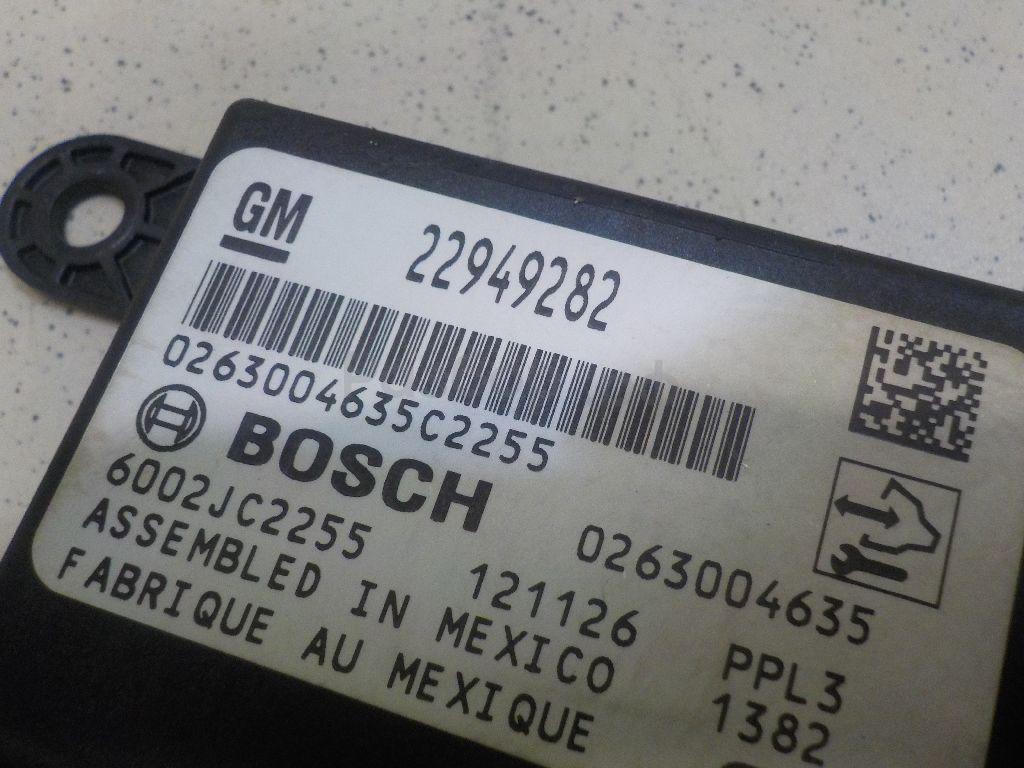 GM
22949282
0263004635C2255
BOSCH
6002JC2255
0263004635
ASSEMBLED IN MEXICO
121126
PPL3
FABRIQUE AU MEXIQUE
1382